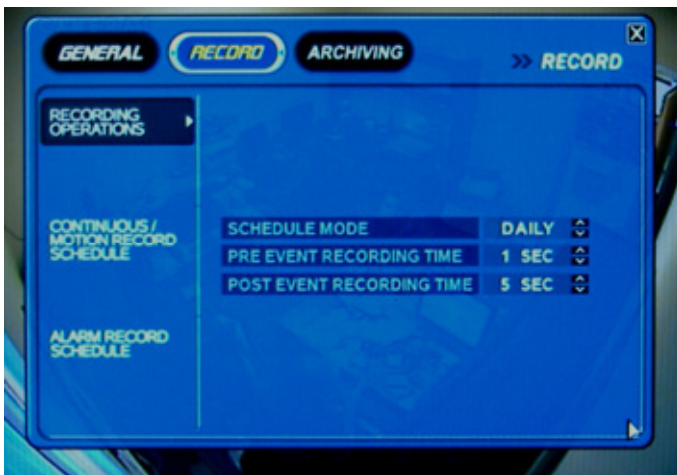 GENERAL
RECORD
ARCHIVING
X
>> RECORD
RECORDING
OPERATIONS
CONTINUOUS /
MOTION RECORD
SCHEDULE
SCHEDULE MODE DAILY
PRE EVENT RECORDING TIME 1 SEC
POST EVENT RECORDING TIME 5 SEC
ALARM RECORD
SCHEDULE